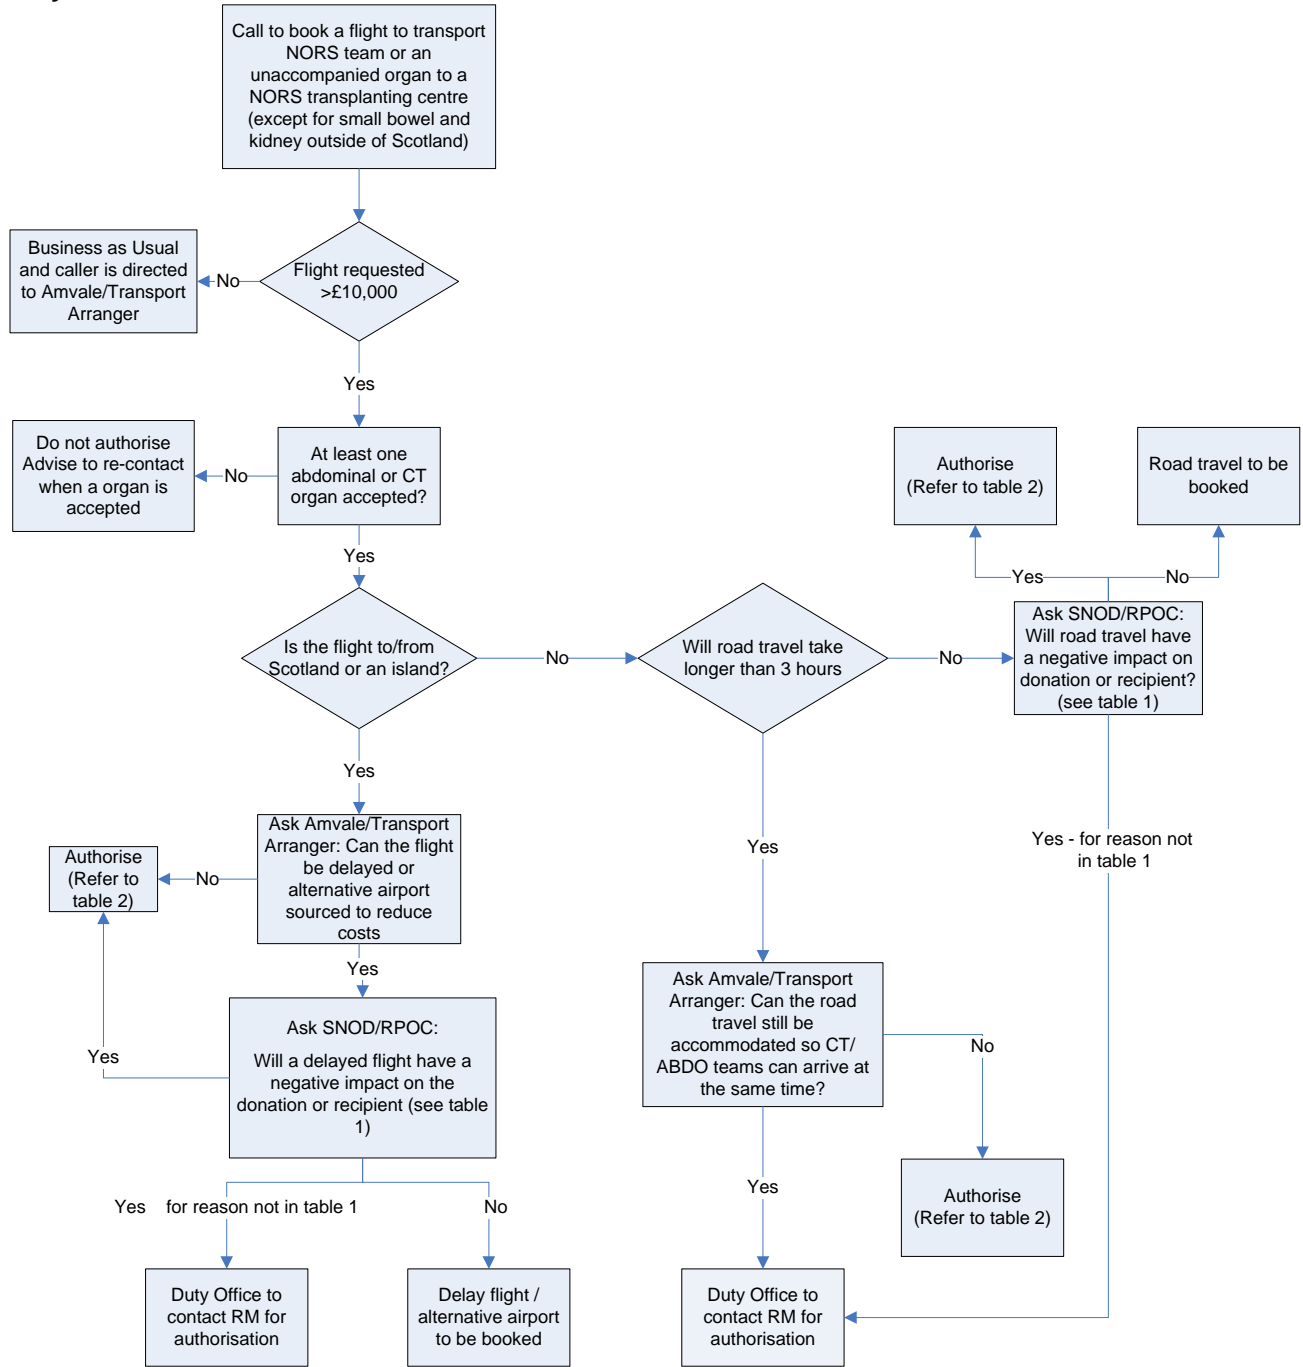 Call to book a flight to transport
NORS team or an
unaccompanied organ to a
NORS transplanting centre
(except for small bowel and
kidney outside of Scotland)
Business as Usual
and caller is directed
to Amvale/Transport
Arranger
No
Flight requested
>£10,000
Yes
Do not authorise
Advise to re-contact
when a organ is
accepted
No
At least one
abdominal or CT
organ accepted?
Authorise
(Refer to table 2)
Road travel to be
booked
Yes
Yes
No
Is the flight to/from
Scotland or an island?
No
Will road travel take
longer than 3 hours
No
Ask SNOD/RPOC:
Will road travel have
a negative impact on
donation or recipient?
(see table 1)
Yes
Yes
Yes - for reason not
in table 1
Authorise
(Refer to
table 2)
No
Ask Amvale/Transport
Arranger: Can the flight
be delayed or
alternative airport
sourced to reduce
costs
Yes
Yes
Ask SNOD/RPOC:
Will a delayed flight have a
negative impact on the
donation or recipient (see table
1)
Ask Amvale/Transport
Arranger: Can the road
travel still be
accommodated so CT/
ABDO teams can arrive at
the same time?
No
Yes for reason not in table 1
No
Yes
Authorise
(Refer to table 2)
Duty Office to
contact RM for
authorisation
Delay flight /
alternative airport
to be booked
Duty Office to
contact RM for
authorisation